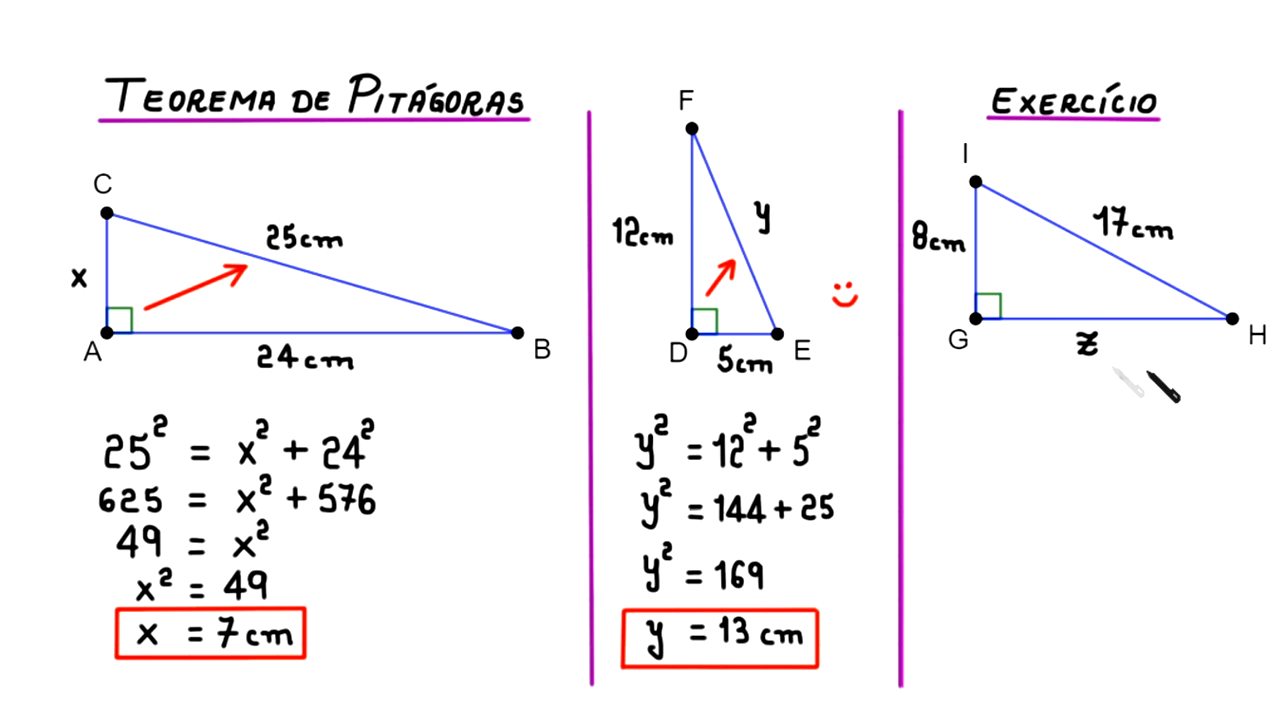 TEOREMA DE PITÁGORAS
C
25cm
x
A
24cm
B
25² = x² + 24²
625 = x² + 576
49 = x²
x² = 49
x = 7cm
F
12cm
y
D
5cm
E
y² = 12² + 5²
y² = 144 + 25
y² = 169
y = 13 cm
EXERCÍCIO
I
8cm
17cm
G
z
H